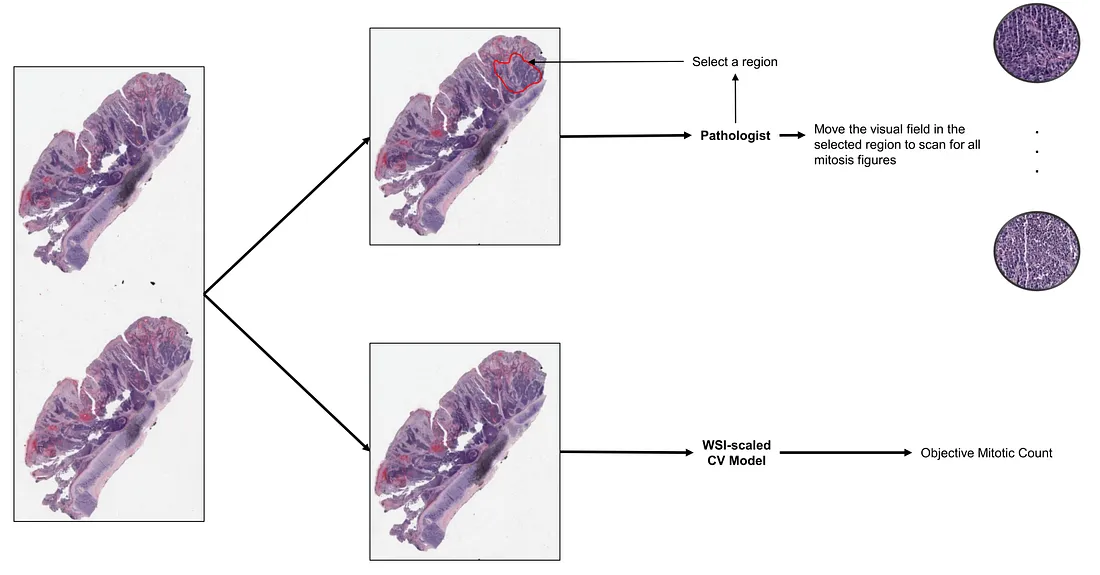 Select a region
Pathologist
Move the visual field in the
selected region to scan for all
mitosis figures
WSI-scaled
CV Model
Objective Mitotic Count